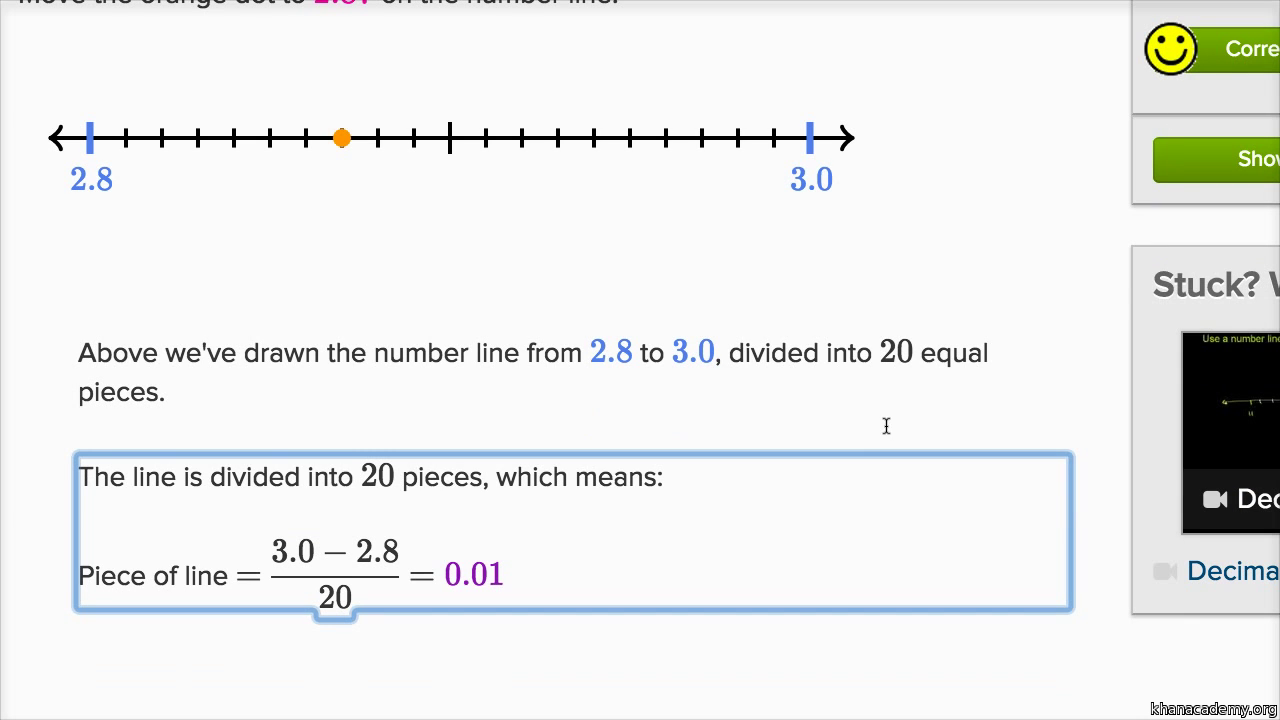 Move the orange dot to 2.87 on the number line.
Corre
2.8
3.0
Show
Above we've drawn the number line from 2.8 to 3.0, divided into 20 equal
pieces.
Stuck? W
Use a number line
The line is divided into 20 pieces, which means:
Dec
Piece of line = 3.0 − 2.8 / 20 = 0.01
Decima
khanacademy.org